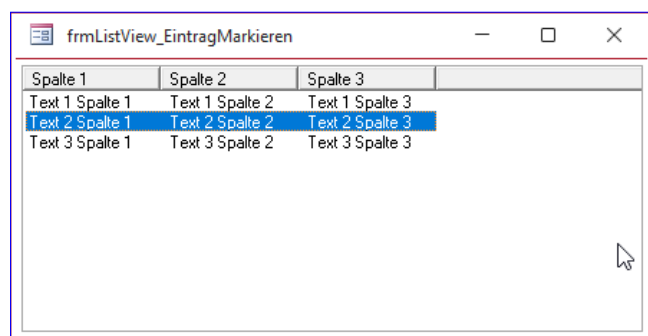 frmListView_EintragMarkieren
Spalte 1 Spalte 2 Spalte 3
Text 1 Spalte 1 Text 1 Spalte 2 Text 1 Spalte 3
Text 2 Spalte 1 Text 2 Spalte 2 Text 2 Spalte 3
Text 3 Spalte 1 Text 3 Spalte 2 Text 3 Spalte 3